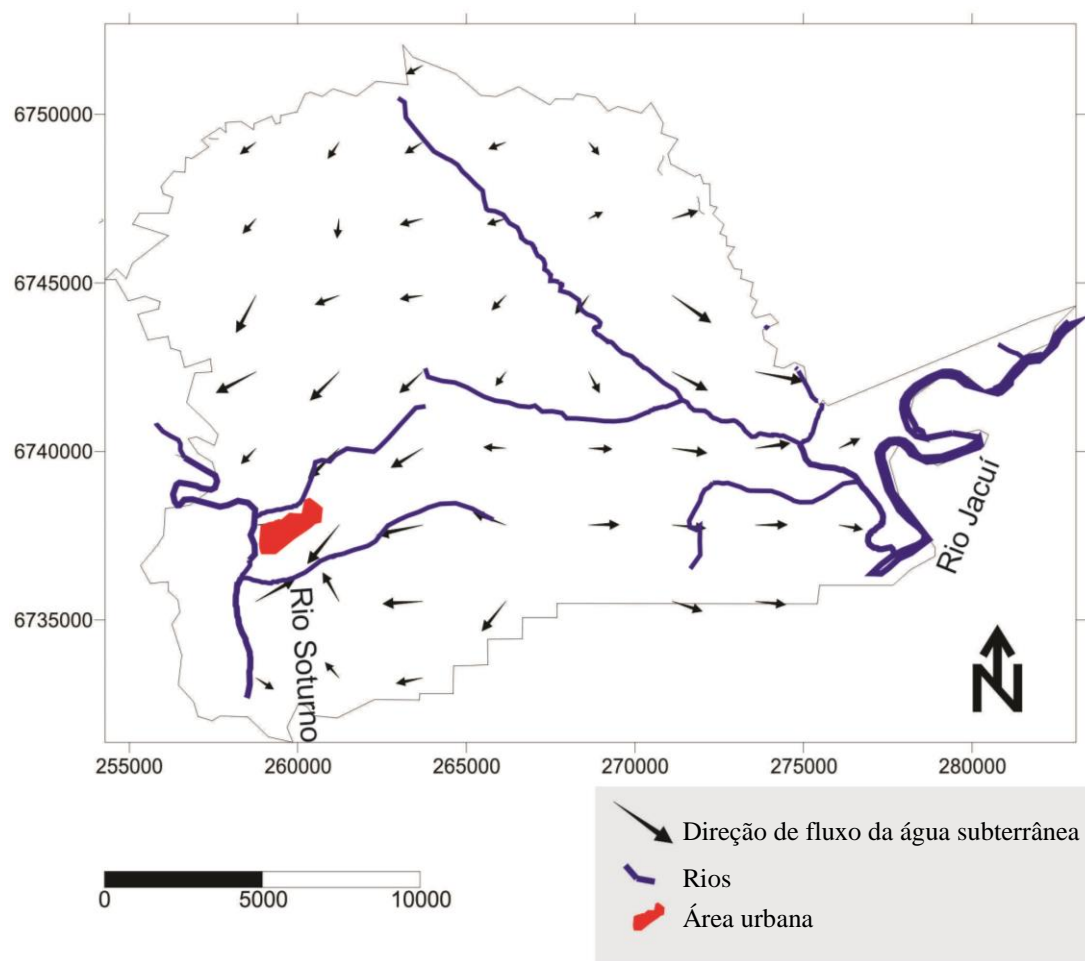 6750000
6745000
6740000
6735000
255000 260000 265000 270000 275000 280000
Rio Jacuí
Rio Soturno
N
0 5000 10000
Direção de fluxo da água subterrânea
Rios
Área urbana